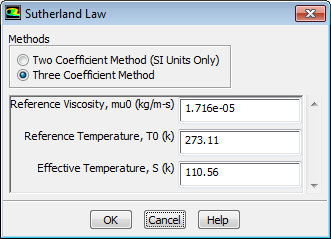 Sutherland Law
Methods
Two Coefficient Method (SI Units Only)
Three Coefficient Method
Reference Viscosity, mu0 (kg/m-s) 1.716e-05
Reference Temperature, T0 (k) 273.11
Effective Temperature, S (k) 110.56
OK Cancel Help